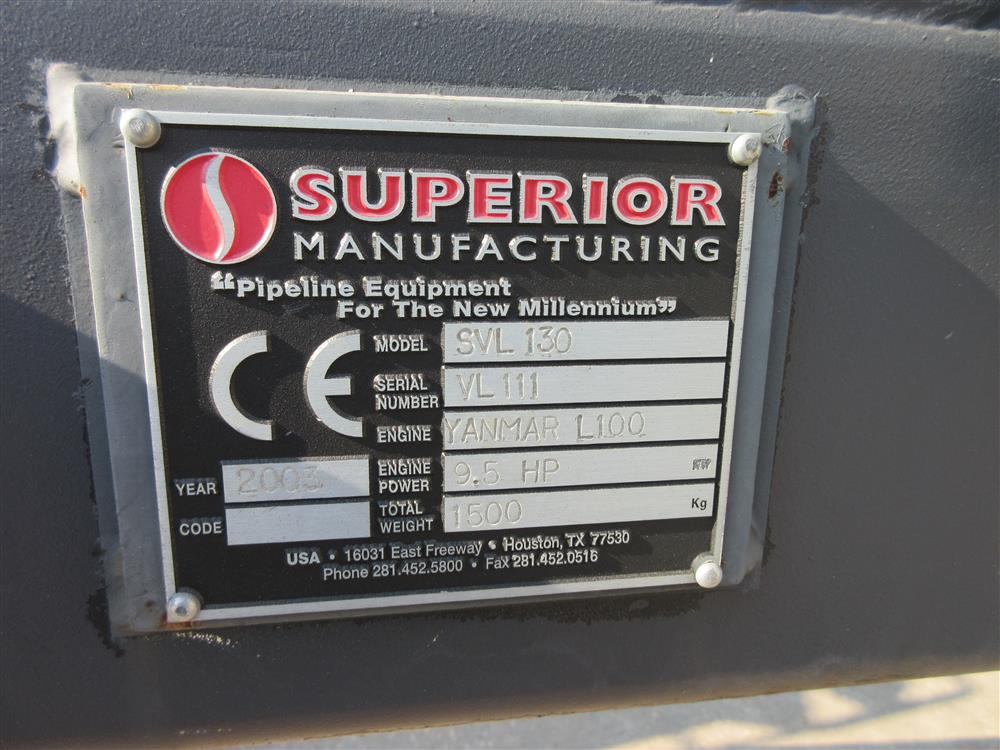 SUPERIOR
MANUFACTURING
"Pipeline Equipment
For The New Millennium"
CE
MODEL SVL 130
SERIAL NUMBER VL111
ENGINE YANMAR L100
YEAR 2003
ENGINE POWER 9.5 HP
CODE
TOTAL WEIGHT 1500 Kg
USA • 16031 East Freeway • Houston, TX 77530
Phone 281.452.5800 • Fax 281.452.0516